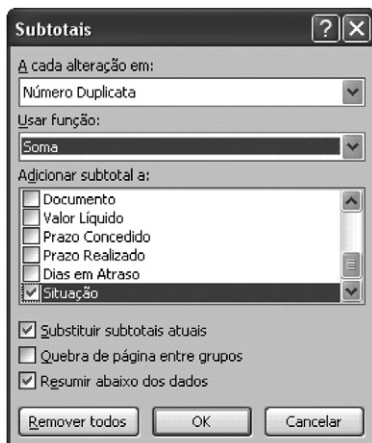 Subtotais
A cada alteração em:
Número Duplicata
Usar função:
Soma
Adicionar subtotal a:
Documento
Valor Líquido
Prazo Concedido
Prazo Realizado
Dias em Atraso
Situação
Substituir subtotais atuais
Quebra de página entre grupos
Resumir abaixo dos dados
Remover todos OK Cancelar